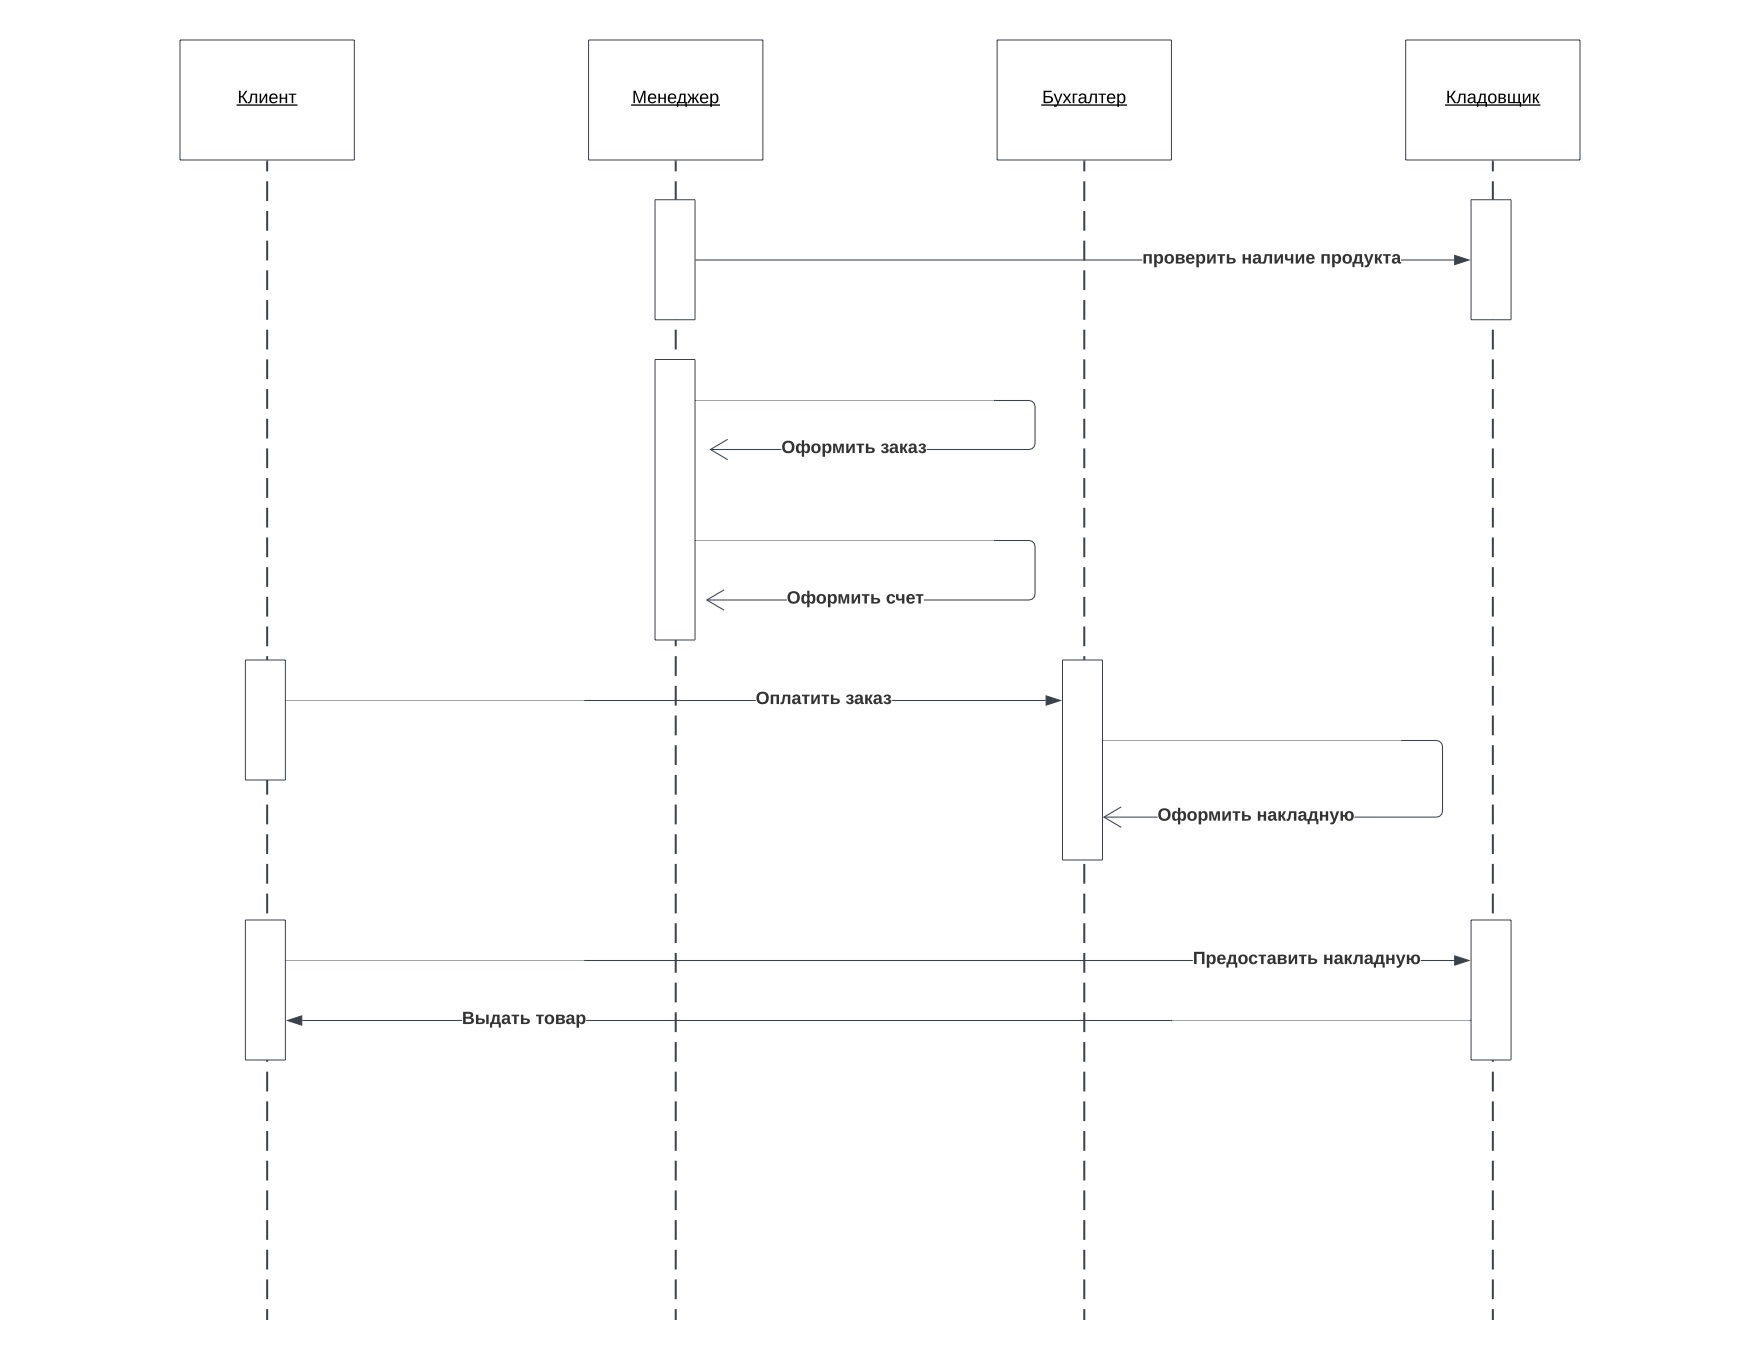 Клиент
Менеджер
Бухгалтер
Кладовщик
проверить наличие продукта
Оформить заказ
Оформить счет
Оплатить заказ
Оформить накладную
Предоставить накладную
Выдать товар